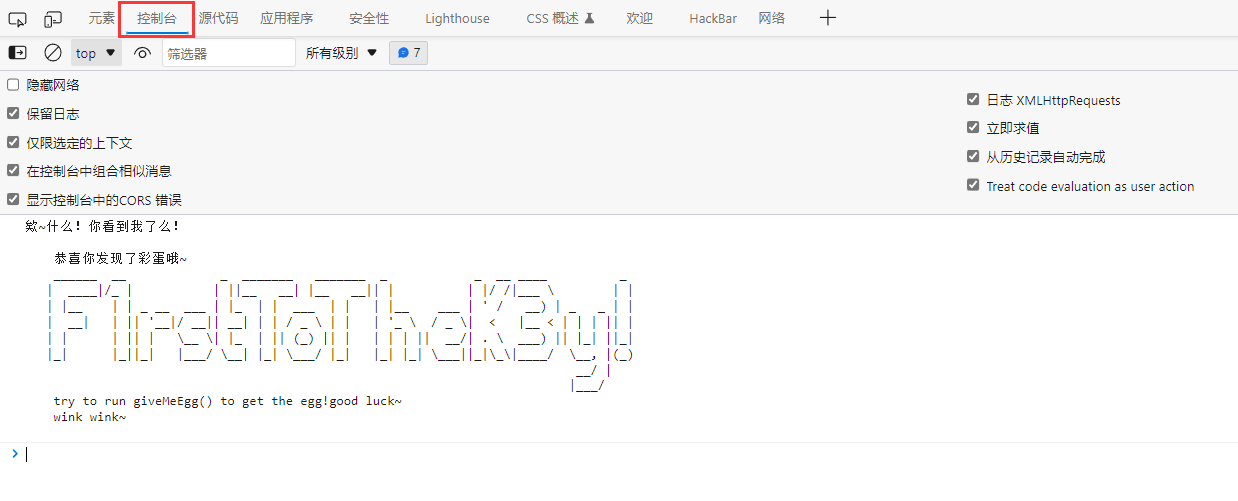 元素 控制台 源代码 应用程序 安全性 Lighthouse CSS 概述 欢迎 HackBar 网络
top 筛选器 所有级别 7
隐藏网络
保留日志
仅限选定的上下文
在控制台中组合相似消息
显示控制台中的CORS 错误
日志 XMLHttpRequests
立即求值
从历史记录自动完成
Treat code evaluation as user action
欸~什么! 你看到我了么!
恭喜你发现了彩蛋哦~
F1rstToTheK3y!
try to run giveMeEgg() to get the egg!good luck~
wink wink~